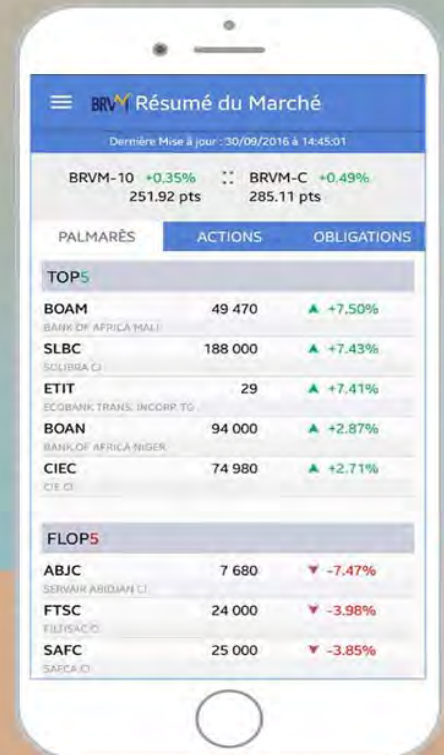 BRVM Résumé du Marché
Dernière Mise à jour : 30/09/2016 à 14:45:01
BRVM-10 +0.35% BRVM-C +0.49%
251.92 pts 285.11 pts
PALMARÈS ACTIONS OBLIGATIONS
TOP5
BOAM 49 470 +7.50%
BANK OF AFRICA MALI
SLBC 188 000 +7.43%
SOLIBRA CI
ETIT 29 +7.41%
ECOBANK TRANS. INCORP. TG
BOAN 94 000 +2.87%
BANK OF AFRICA NIGER
CIEC 74 980 +2.71%
CIE CI
FLOP5
ABJC 7 680 -7.47%
SERVAIR ABIDJAN CI
FTSC 24 000 -3.98%
FILTISAC CI
SAFC 25 000 -3.85%
SAFCA CI